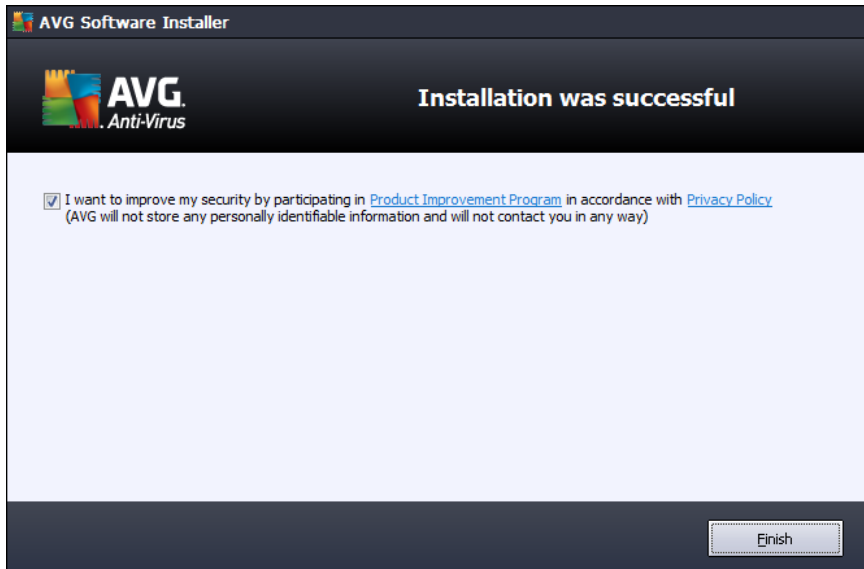 AVG Software Installer
AVG.
Anti-Virus
Installation was successful
I want to improve my security by participating in Product Improvement Program in accordance with Privacy Policy
(AVG will not store any personally identifiable information and will not contact you in any way)
Finish